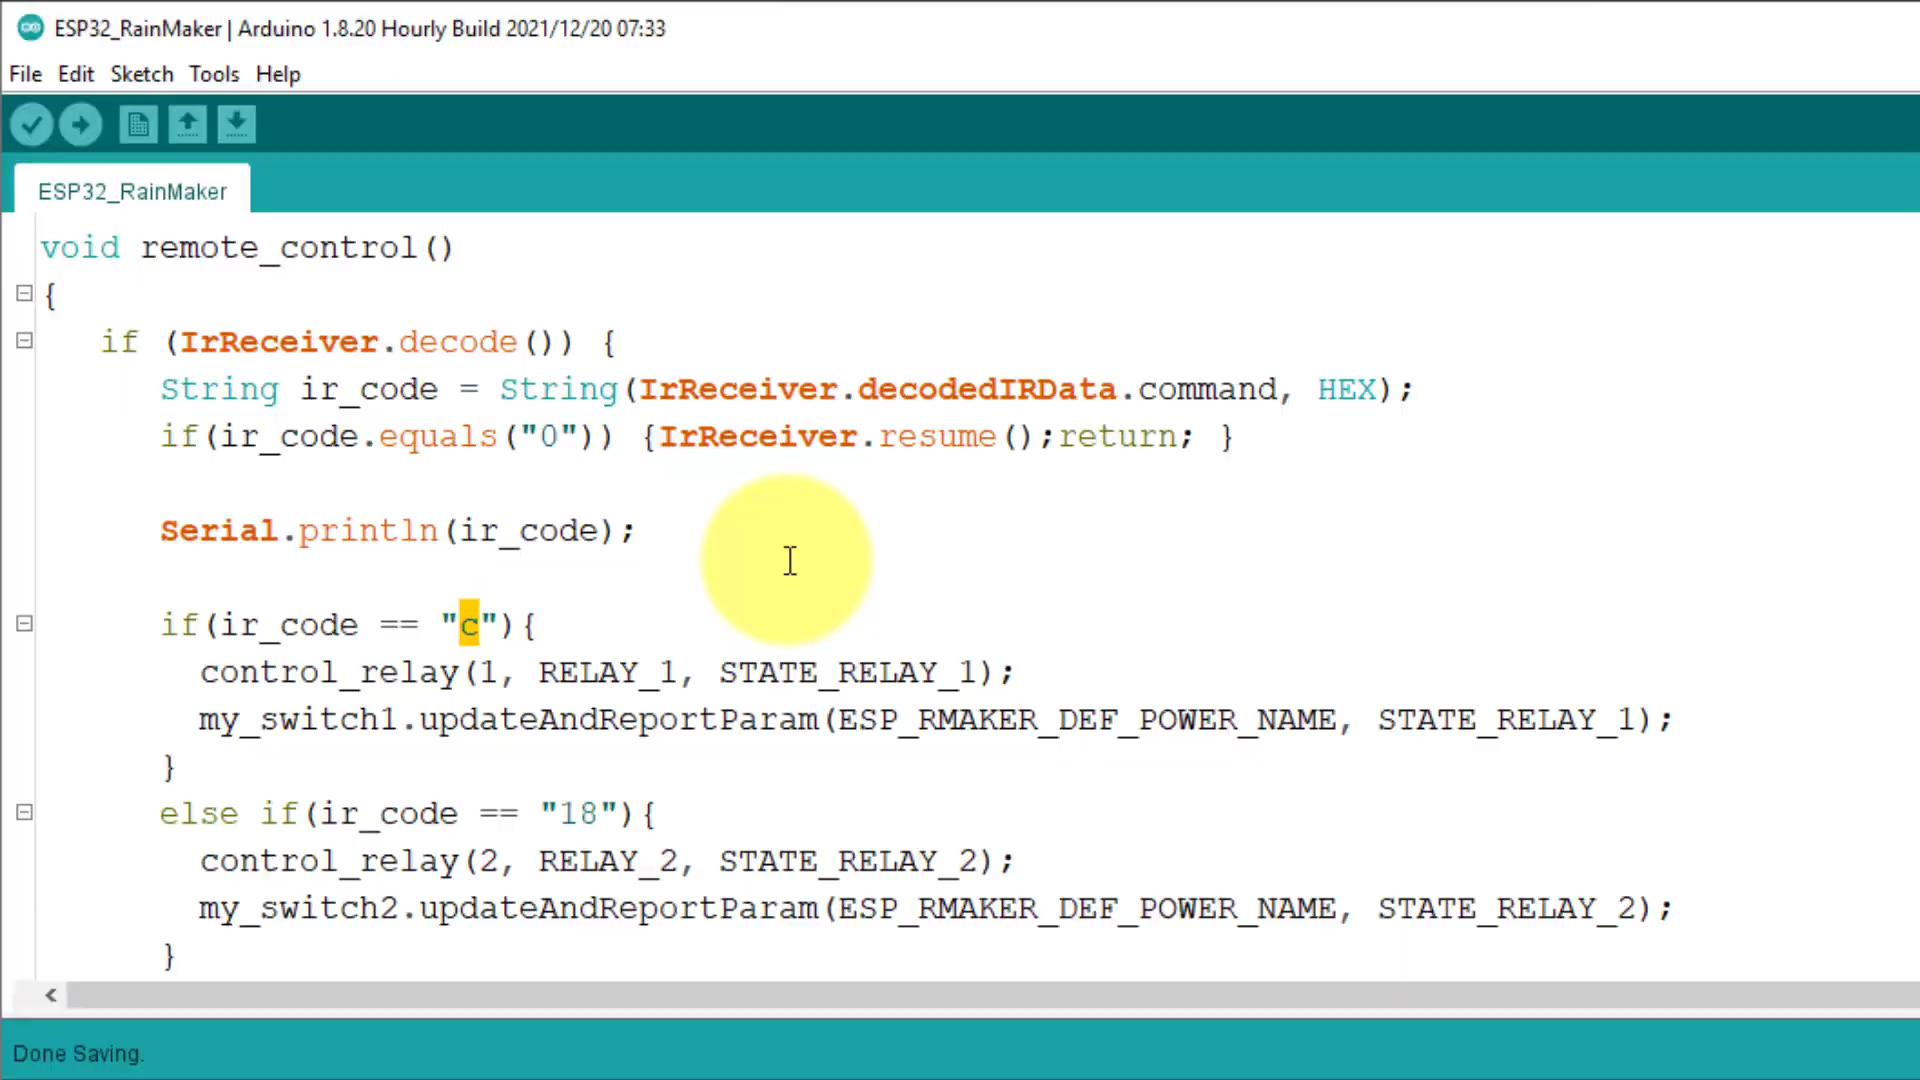 ESP32_RainMaker | Arduino 1.8.20 Hourly Build 2021/12/20 07:33
File Edit Sketch Tools Help
ESP32_RainMaker
void remote_control()
{
if (IrReceiver.decode()) {
String ir_code = String(IrReceiver.decodedIRData.command, HEX);
if(ir_code.equals("0")) {IrReceiver.resume();return; }
Serial.println(ir_code);
if(ir_code == "c"){
control_relay(1, RELAY_1, STATE_RELAY_1);
my_switch1.updateAndReportParam(ESP_RMAKER_DEF_POWER_NAME, STATE_RELAY_1);
}
else if(ir_code == "18"){
control_relay(2, RELAY_2, STATE_RELAY_2);
my_switch2.updateAndReportParam(ESP_RMAKER_DEF_POWER_NAME, STATE_RELAY_2);
}
Done Saving.